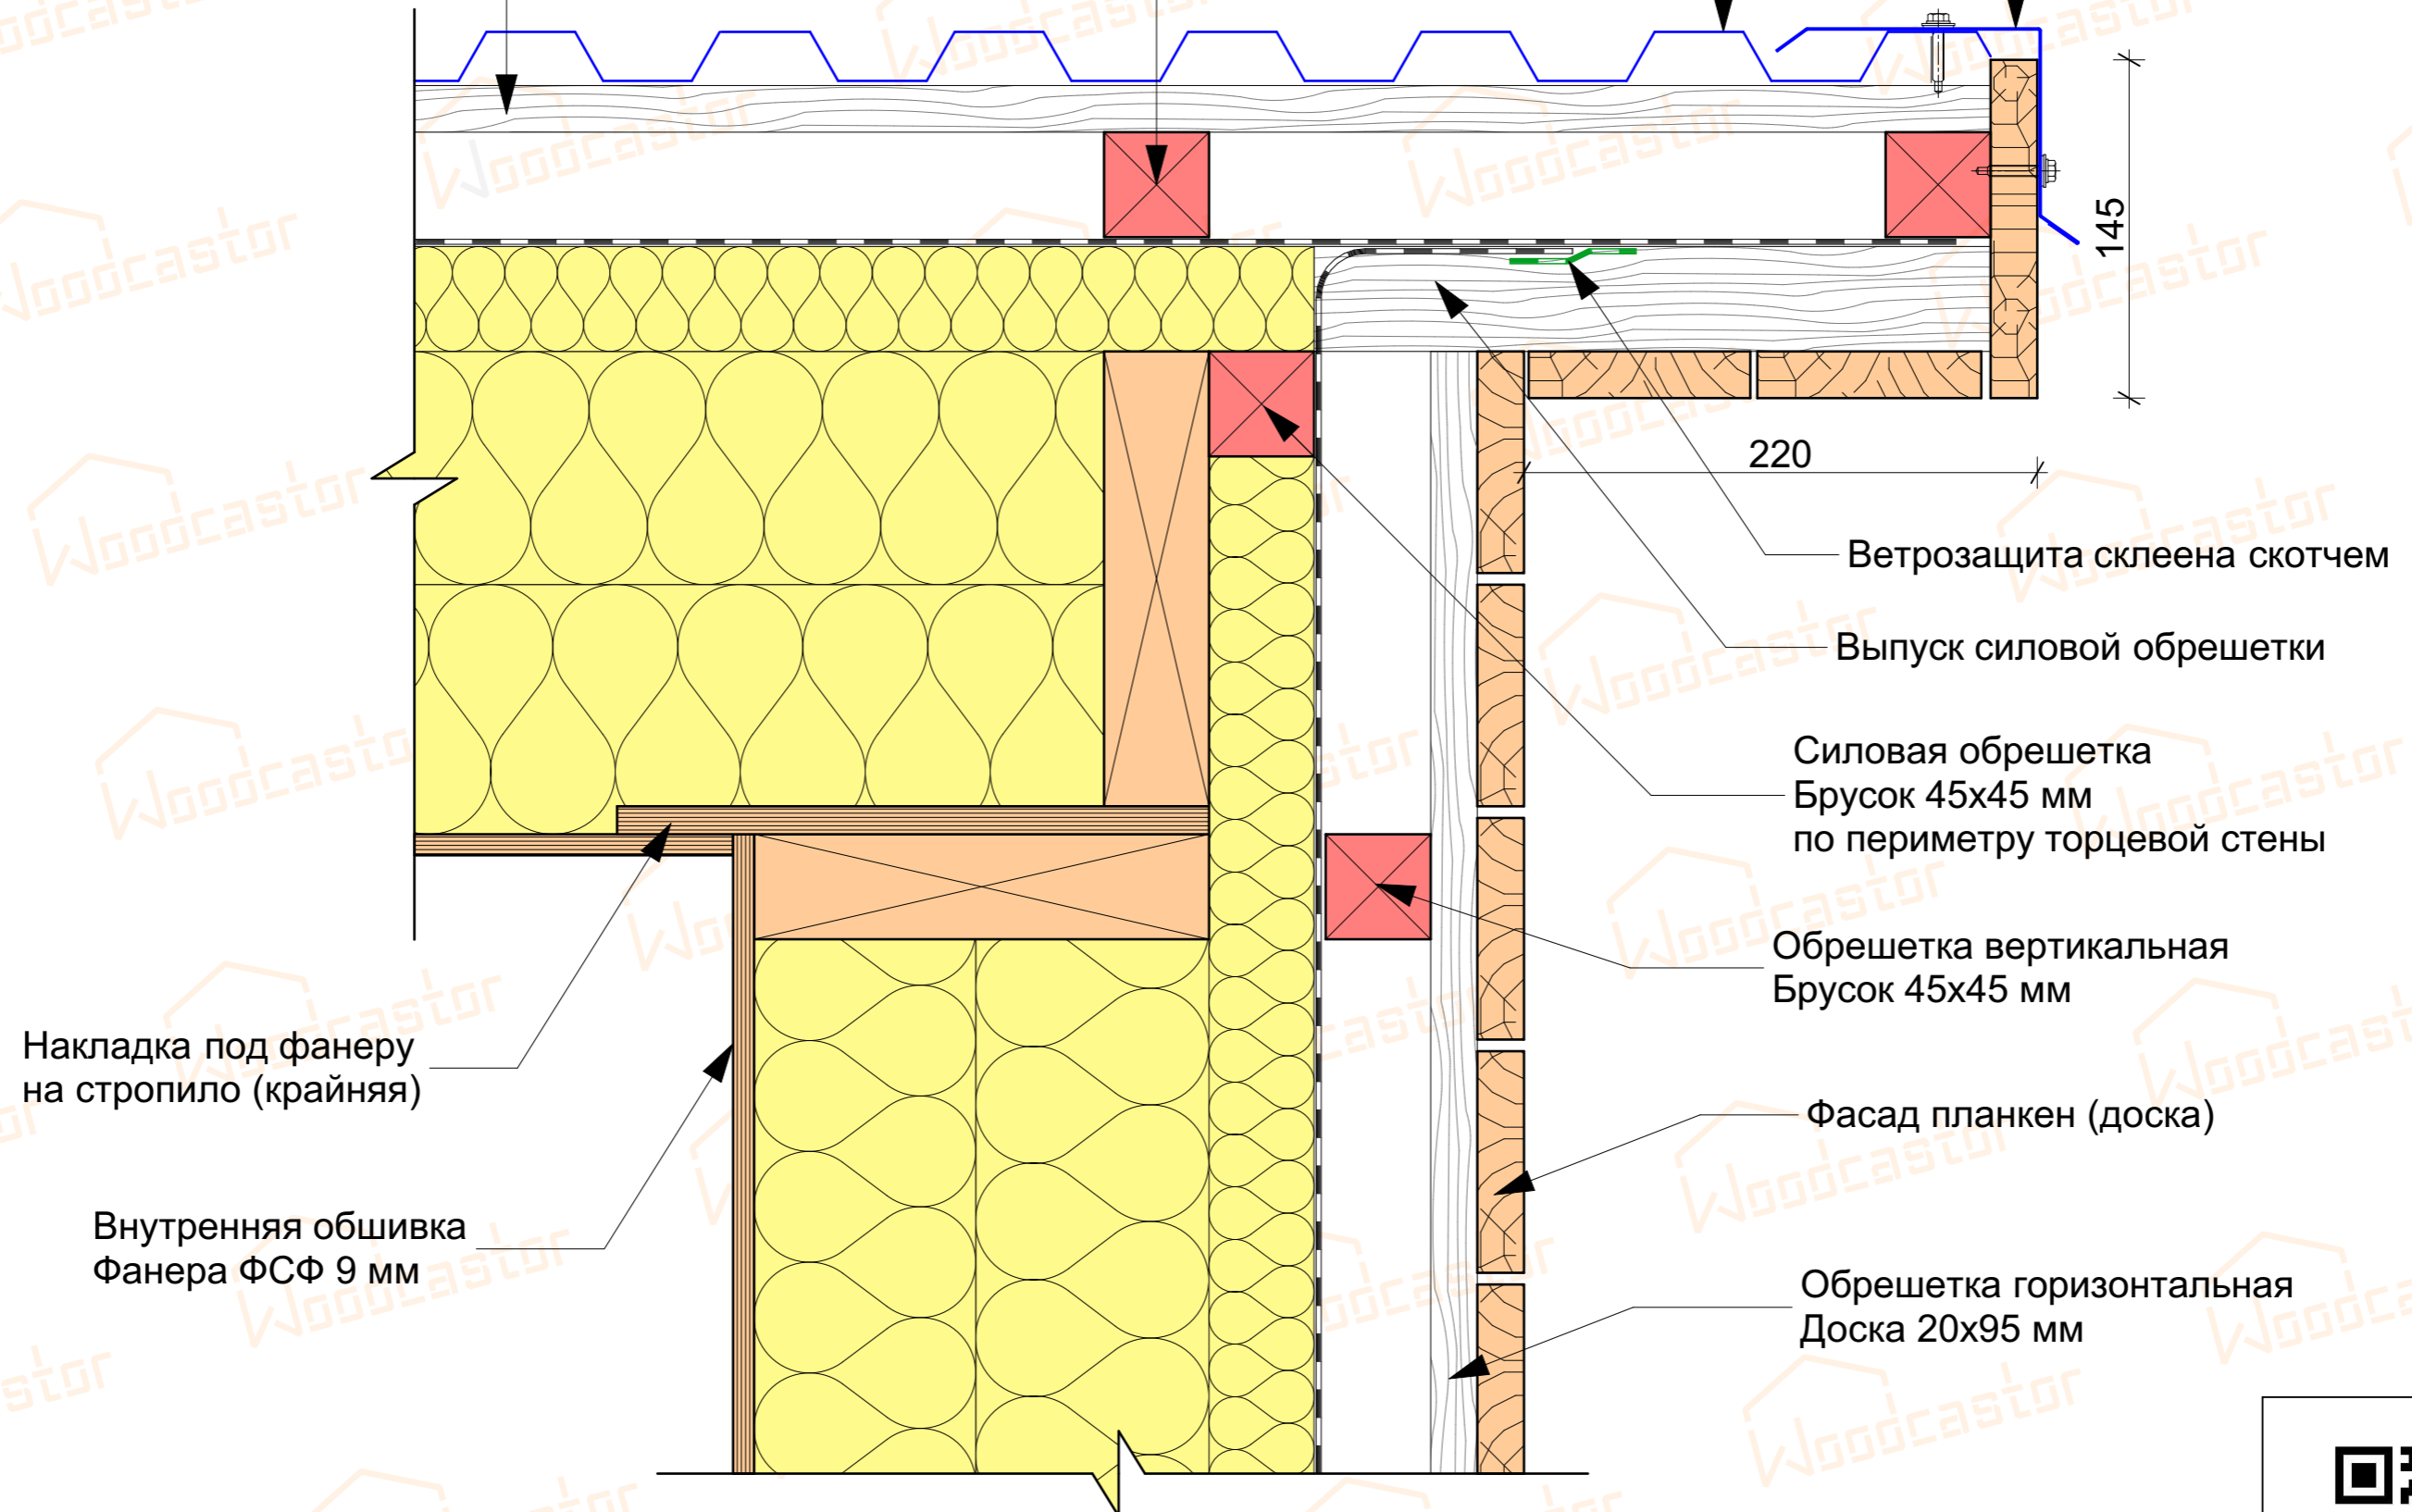 145
220
Ветрозащита склеена скотчем
Выпуск силовой обрешетки
Силовая обрешетка
Брусок 45х45 мм
по периметру торцевой стены
Обрешетка вертикальная
Брусок 45х45 мм
Накладка под фанеру
на стропило (крайняя)
Фасад планкен (доска)
Внутренняя обшивка
Фанера ФСФ 9 мм
Обрешетка горизонтальная
Доска 20х95 мм
Woodcastor